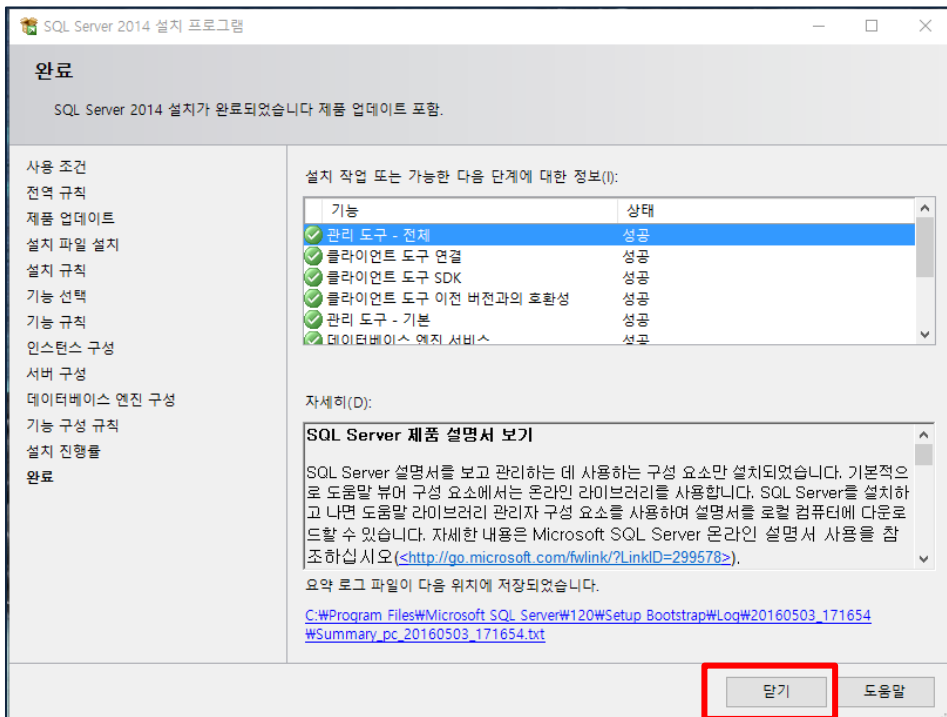 SQL Server 2014 설치 프로그램
완료
SQL Server 2014 설치가 완료되었습니다 제품 업데이트 포함.
사용 조건
전역 규칙
제품 업데이트
설치 파일 설치
설치 규칙
기능 선택
기능 규칙
인스턴스 구성
서버 구성
데이터베이스 엔진 구성
기능 구성 규칙
설치 진행률
완료
설치 작업 또는 가능한 다음 단계에 대한 정보(I):
기능 상태
관리 도구 - 전체 성공
클라이언트 도구 연결 성공
클라이언트 도구 SDK 성공
클라이언트 도구 이전 버전과의 호환성 성공
관리 도구 - 기본 성공
데이터베이스 엔진 서비스 성공
자세히(D):
SQL Server 제품 설명서 보기
SQL Server 설명서를 보고 관리하는 데 사용하는 구성 요소만 설치되었습니다. 기본적으
로 도움말 뷰어 구성 요소에서는 온라인 라이브러리를 사용합니다. SQL Server를 설치하
고 나면 도움말 라이브러리 관리자 구성 요소를 사용하여 설명서를 로컬 컴퓨터에 다운로
드할 수 있습니다. 자세한 내용은 Microsoft SQL Server 온라인 설명서 사용을 참
조하십시오(<http://go.microsoft.com/fwlink/?LinkID=299578>).
요약 로그 파일이 다음 위치에 저장되었습니다.
C:₩Program Files₩Microsoft SQL Server₩120₩Setup Bootstrap₩Log₩20160503_171654
₩Summary_pc_20160503_171654.txt
닫기 도움말